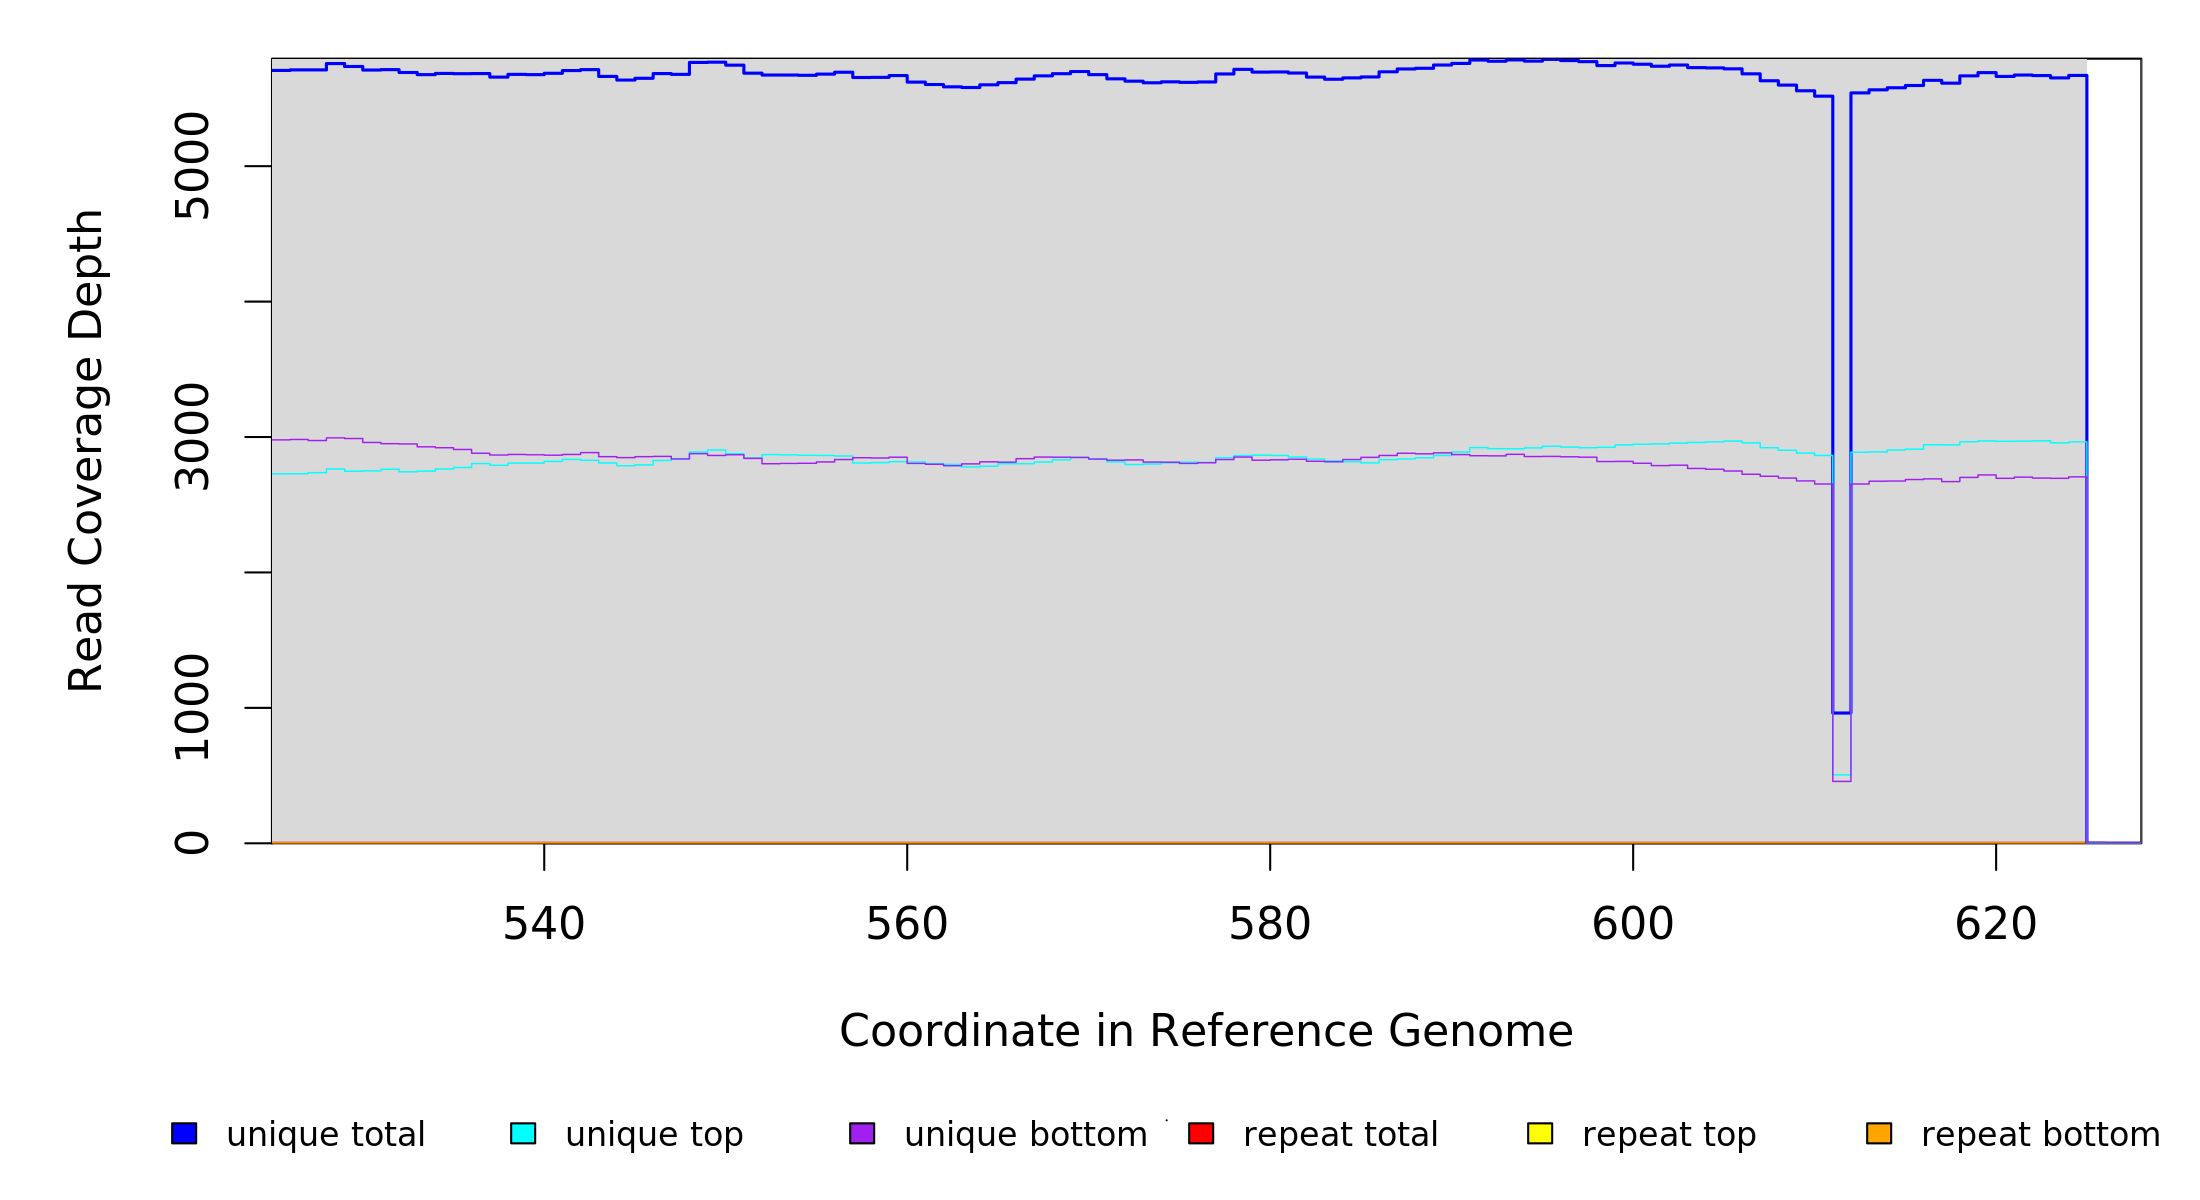 Read Coverage Depth
5000
3000
1000
0
540 560 580 600 620
Coordinate in Reference Genome
unique total unique top unique bottom repeat total repeat top repeat bottom